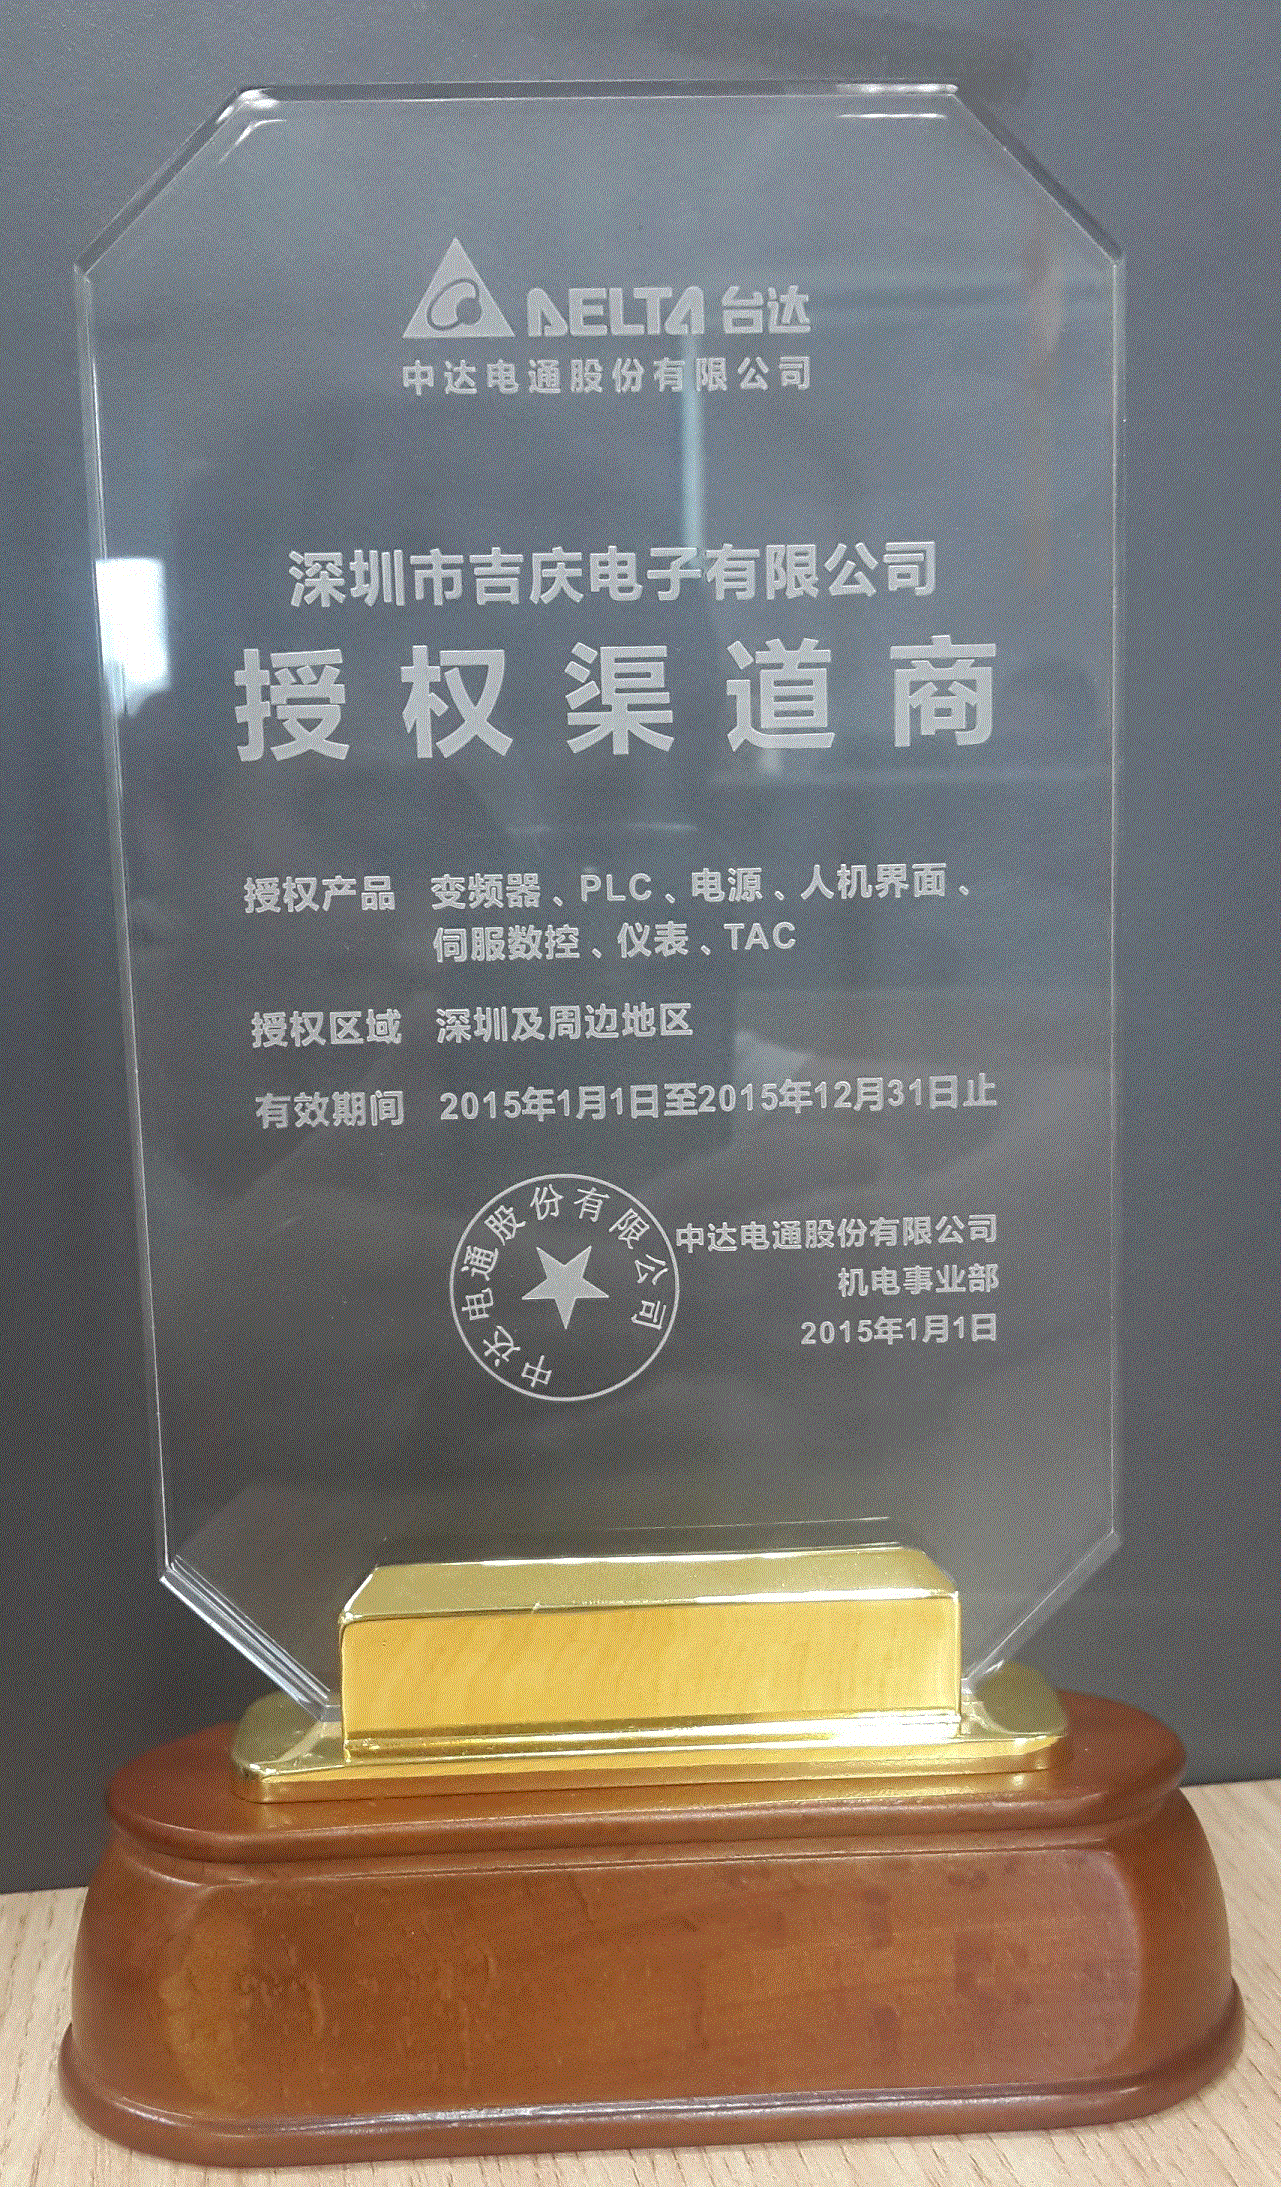 DELTA 台达
中达电通股份有限公司
深圳市吉庆电子有限公司
授权渠道商
授权产品 变频器、PLC、电源、人机界面、
伺服数控、仪表、TAC
授权区域 深圳及周边地区
有效期间 2015年1月1日至2015年12月31日止
中达电通股份有限公司
中达电通股份有限公司
机电事业部
2015年1月1日